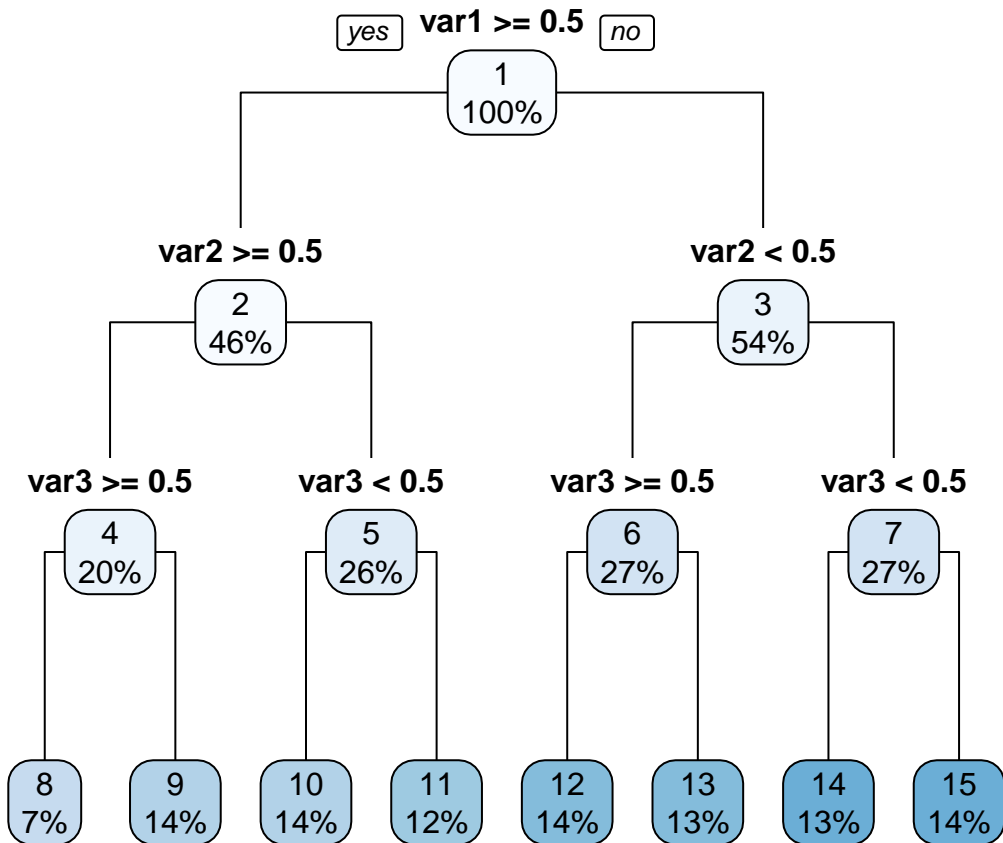 yes var1 >= 0.5 no
1
100%
var2 >= 0.5 var2 < 0.5
2 3
46% 54%
var3 >= 0.5 var3 < 0.5 var3 >= 0.5 var3 < 0.5
4 5 6 7
20% 26% 27% 27%
8 9 10 11 12 13 14 15
7% 14% 14% 12% 14% 13% 13% 14%